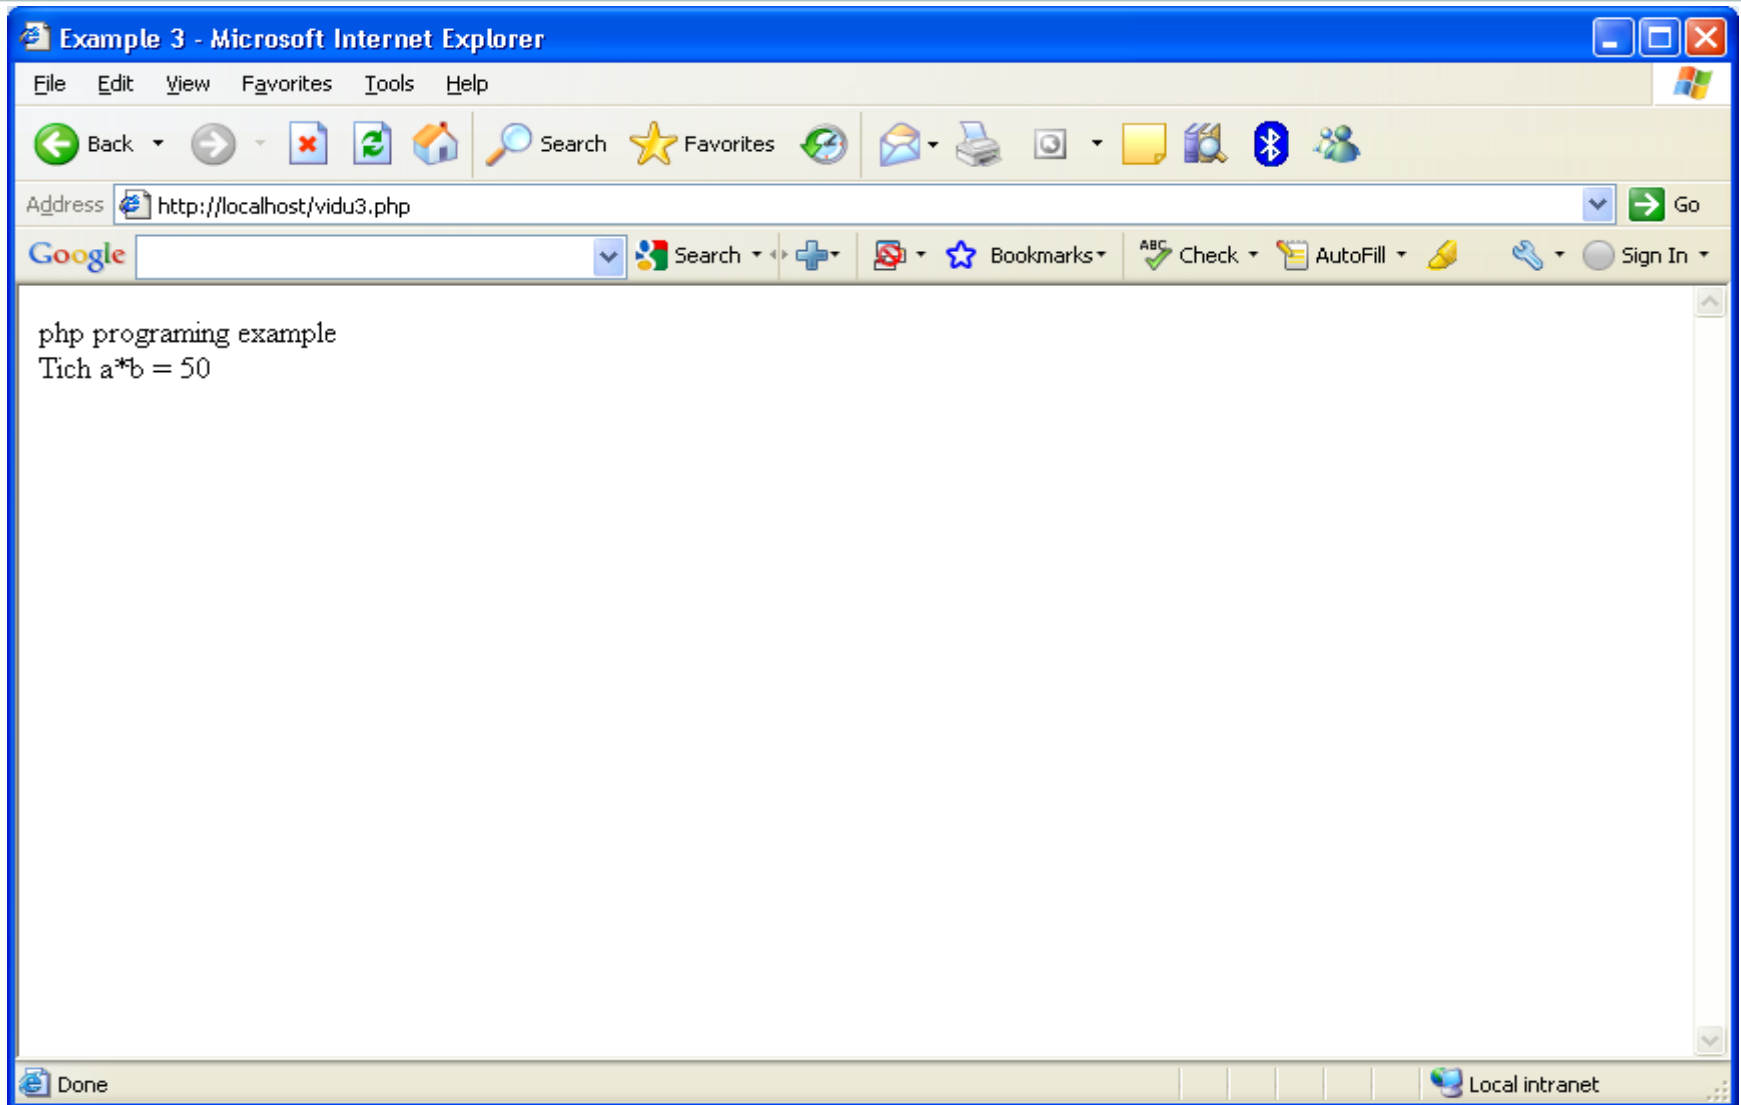 Example 3 - Microsoft Internet Explorer
File Edit View Favorites Tools Help
Back Search Favorites
Address http://localhost/vidu3.php Go
Google Search Bookmarks ABC Check AutoFill Sign In
php programing example
Tich a*b = 50
Done Local intranet